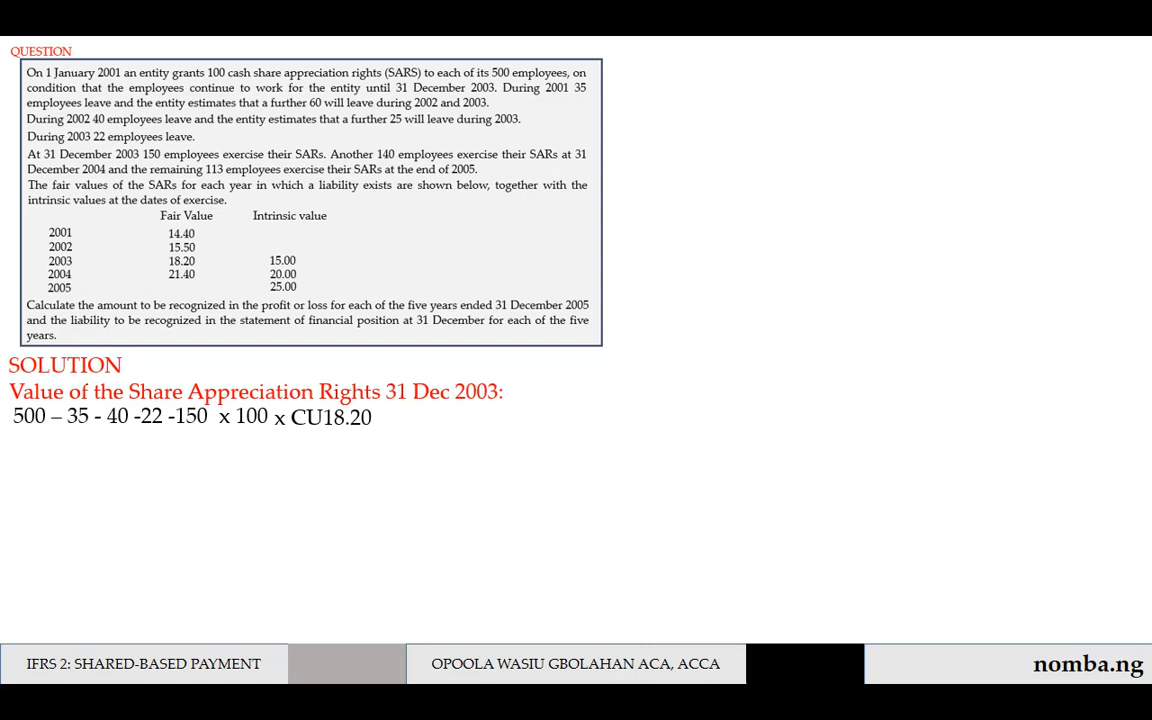 QUESTION
On 1 January 2001 an entity grants 100 cash share appreciation rights (SARS) to each of its 500 employees, on
condition that the employees continue to work for the entity until 31 December 2003. During 2001 35
employees leave and the entity estimates that a further 60 will leave during 2002 and 2003.
During 2002 40 employees leave and the entity estimates that a further 25 will leave during 2003.
During 2003 22 employees leave.
At 31 December 2003 150 employees exercise their SARs. Another 140 employees exercise their SARs at 31
December 2004 and the remaining 113 employees exercise their SARs at the end of 2005.
The fair values of the SARs for each year in which a liability exists are shown below, together with the
intrinsic values at the dates of exercise.
Fair Value Intrinsic value
2001 14.40
2002 15.50
2003 18.20 15.00
2004 21.40 20.00
2005 25.00
Calculate the amount to be recognized in the profit or loss for each of the five years ended 31 December 2005
and the liability to be recognized in the statement of financial position at 31 December for each of the five
years.
SOLUTION
Value of the Share Appreciation Rights 31 Dec 2003:
500 – 35 - 40 -22 -150 x 100 x CU18.20
IFRS 2: SHARED-BASED PAYMENT
OPOOLA WASIU GBOLAHAN ACA, ACCA
nomba.ng